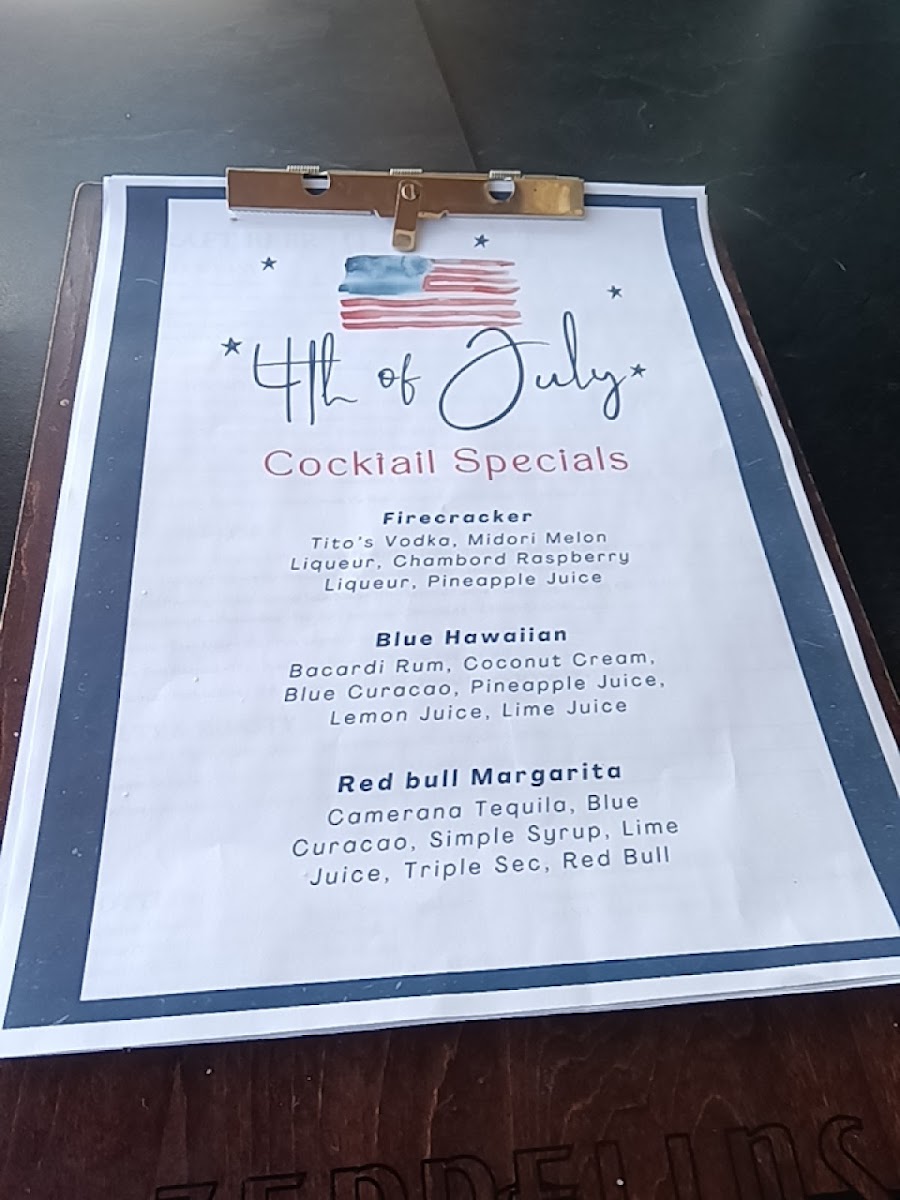 4th of July
Cocktail Specials
Firecracker
Tito's Vodka, Midori Melon
Liqueur, Chambord Raspberry
Liqueur, Pineapple Juice
Blue Hawaiian
Bacardi Rum, Coconut Cream,
Blue Curacao, Pineapple Juice,
Lemon Juice, Lime Juice
Red bull Margarita
Camerana Tequila, Blue
Curacao, Simple Syrup, Lime
Juice, Triple Sec, Red Bull
ZEPPELINS